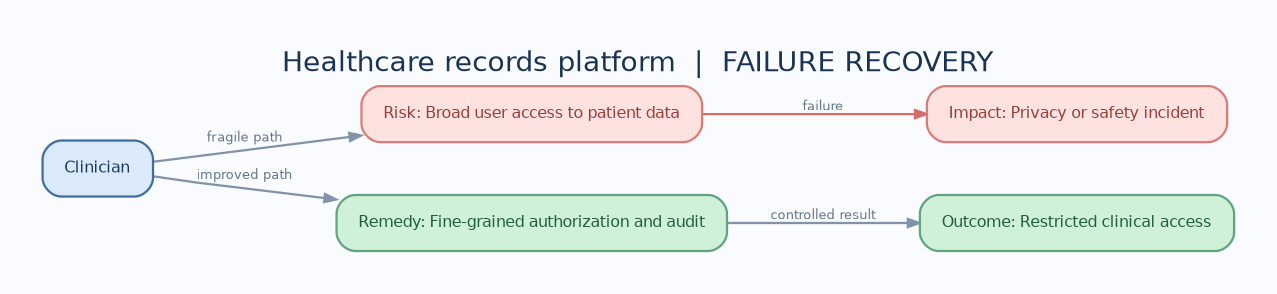 Healthcare records platform | FAILURE RECOVERY
Risk: Broad user access to patient data
failure
Impact: Privacy or safety incident
fragile path
Clinician
improved path
Remedy: Fine-grained authorization and audit
controlled result
Outcome: Restricted clinical access